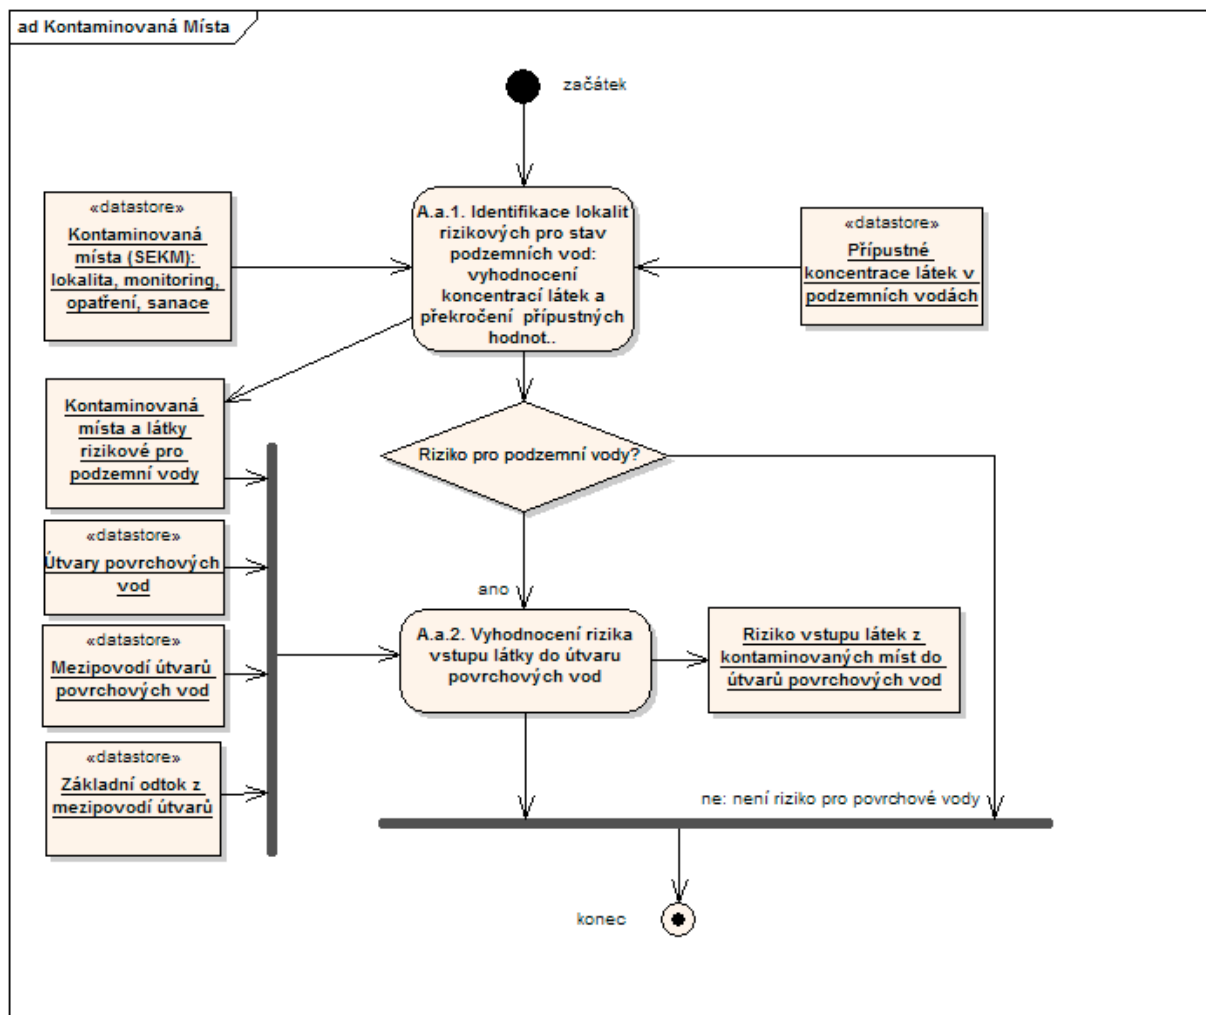 ad Kontaminovaná Místa
začátek
«datastore»
Kontaminovaná
místa (SEKM):
lokalita, monitoring,
opatření, sanace
A.a.1. Identifikace lokalit
rizikových pro stav
podzemních vod:
vyhodnocení
koncentrací látek a
překročení  přípustných
hodnot..
«datastore»
Přípustné
koncentrace látek v
podzemních vodách
Kontaminovaná
místa a látky
rizikové pro
podzemní vody
Riziko pro podzemní vody?
«datastore»
Útvary povrchových
vod
ano
«datastore»
Mezipovodí útvarů
povrchových vod
A.a.2. Vyhodnocení rizika
vstupu látky do útvaru
povrchových vod
Riziko vstupu látek z
kontaminovaných míst do
útvarů povrchových vod
«datastore»
Základní odtok z
mezipovodí útvarů
ne: není riziko pro povrchové vody
konec